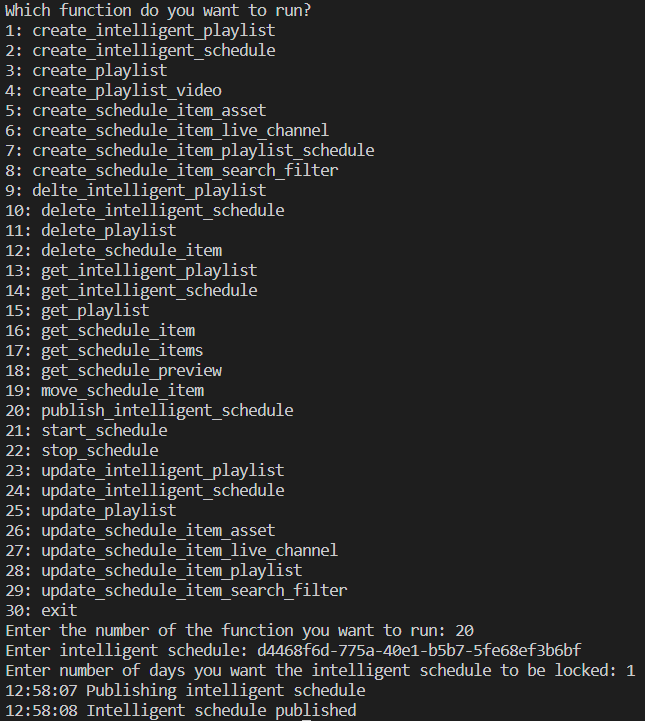 Which function do you want to run?
1: create_intelligent_playlist
2: create_intelligent_schedule
3: create_playlist
4: create_playlist_video
5: create_schedule_item_asset
6: create_schedule_item_live_channel
7: create_schedule_item_playlist_schedule
8: create_schedule_item_search_filter
9: delte_intelligent_playlist
10: delete_intelligent_schedule
11: delete_playlist
12: delete_schedule_item
13: get_intelligent_playlist
14: get_intelligent_schedule
15: get_playlist
16: get_schedule_item
17: get_schedule_items
18: get_schedule_preview
19: move_schedule_item
20: publish_intelligent_schedule
21: start_schedule
22: stop_schedule
23: update_intelligent_playlist
24: update_intelligent_schedule
25: update_playlist
26: update_schedule_item_asset
27: update_schedule_item_live_channel
28: update_schedule_item_playlist
29: update_schedule_item_search_filter
30: exit
Enter the number of the function you want to run: 20
Enter intelligent schedule: d4468f6d-775a-40e1-b5b7-5fe68ef3b6bf
Enter number of days you want the intelligent schedule to be locked: 1
12:58:07 Publishing intelligent schedule
12:58:08 Intelligent schedule published